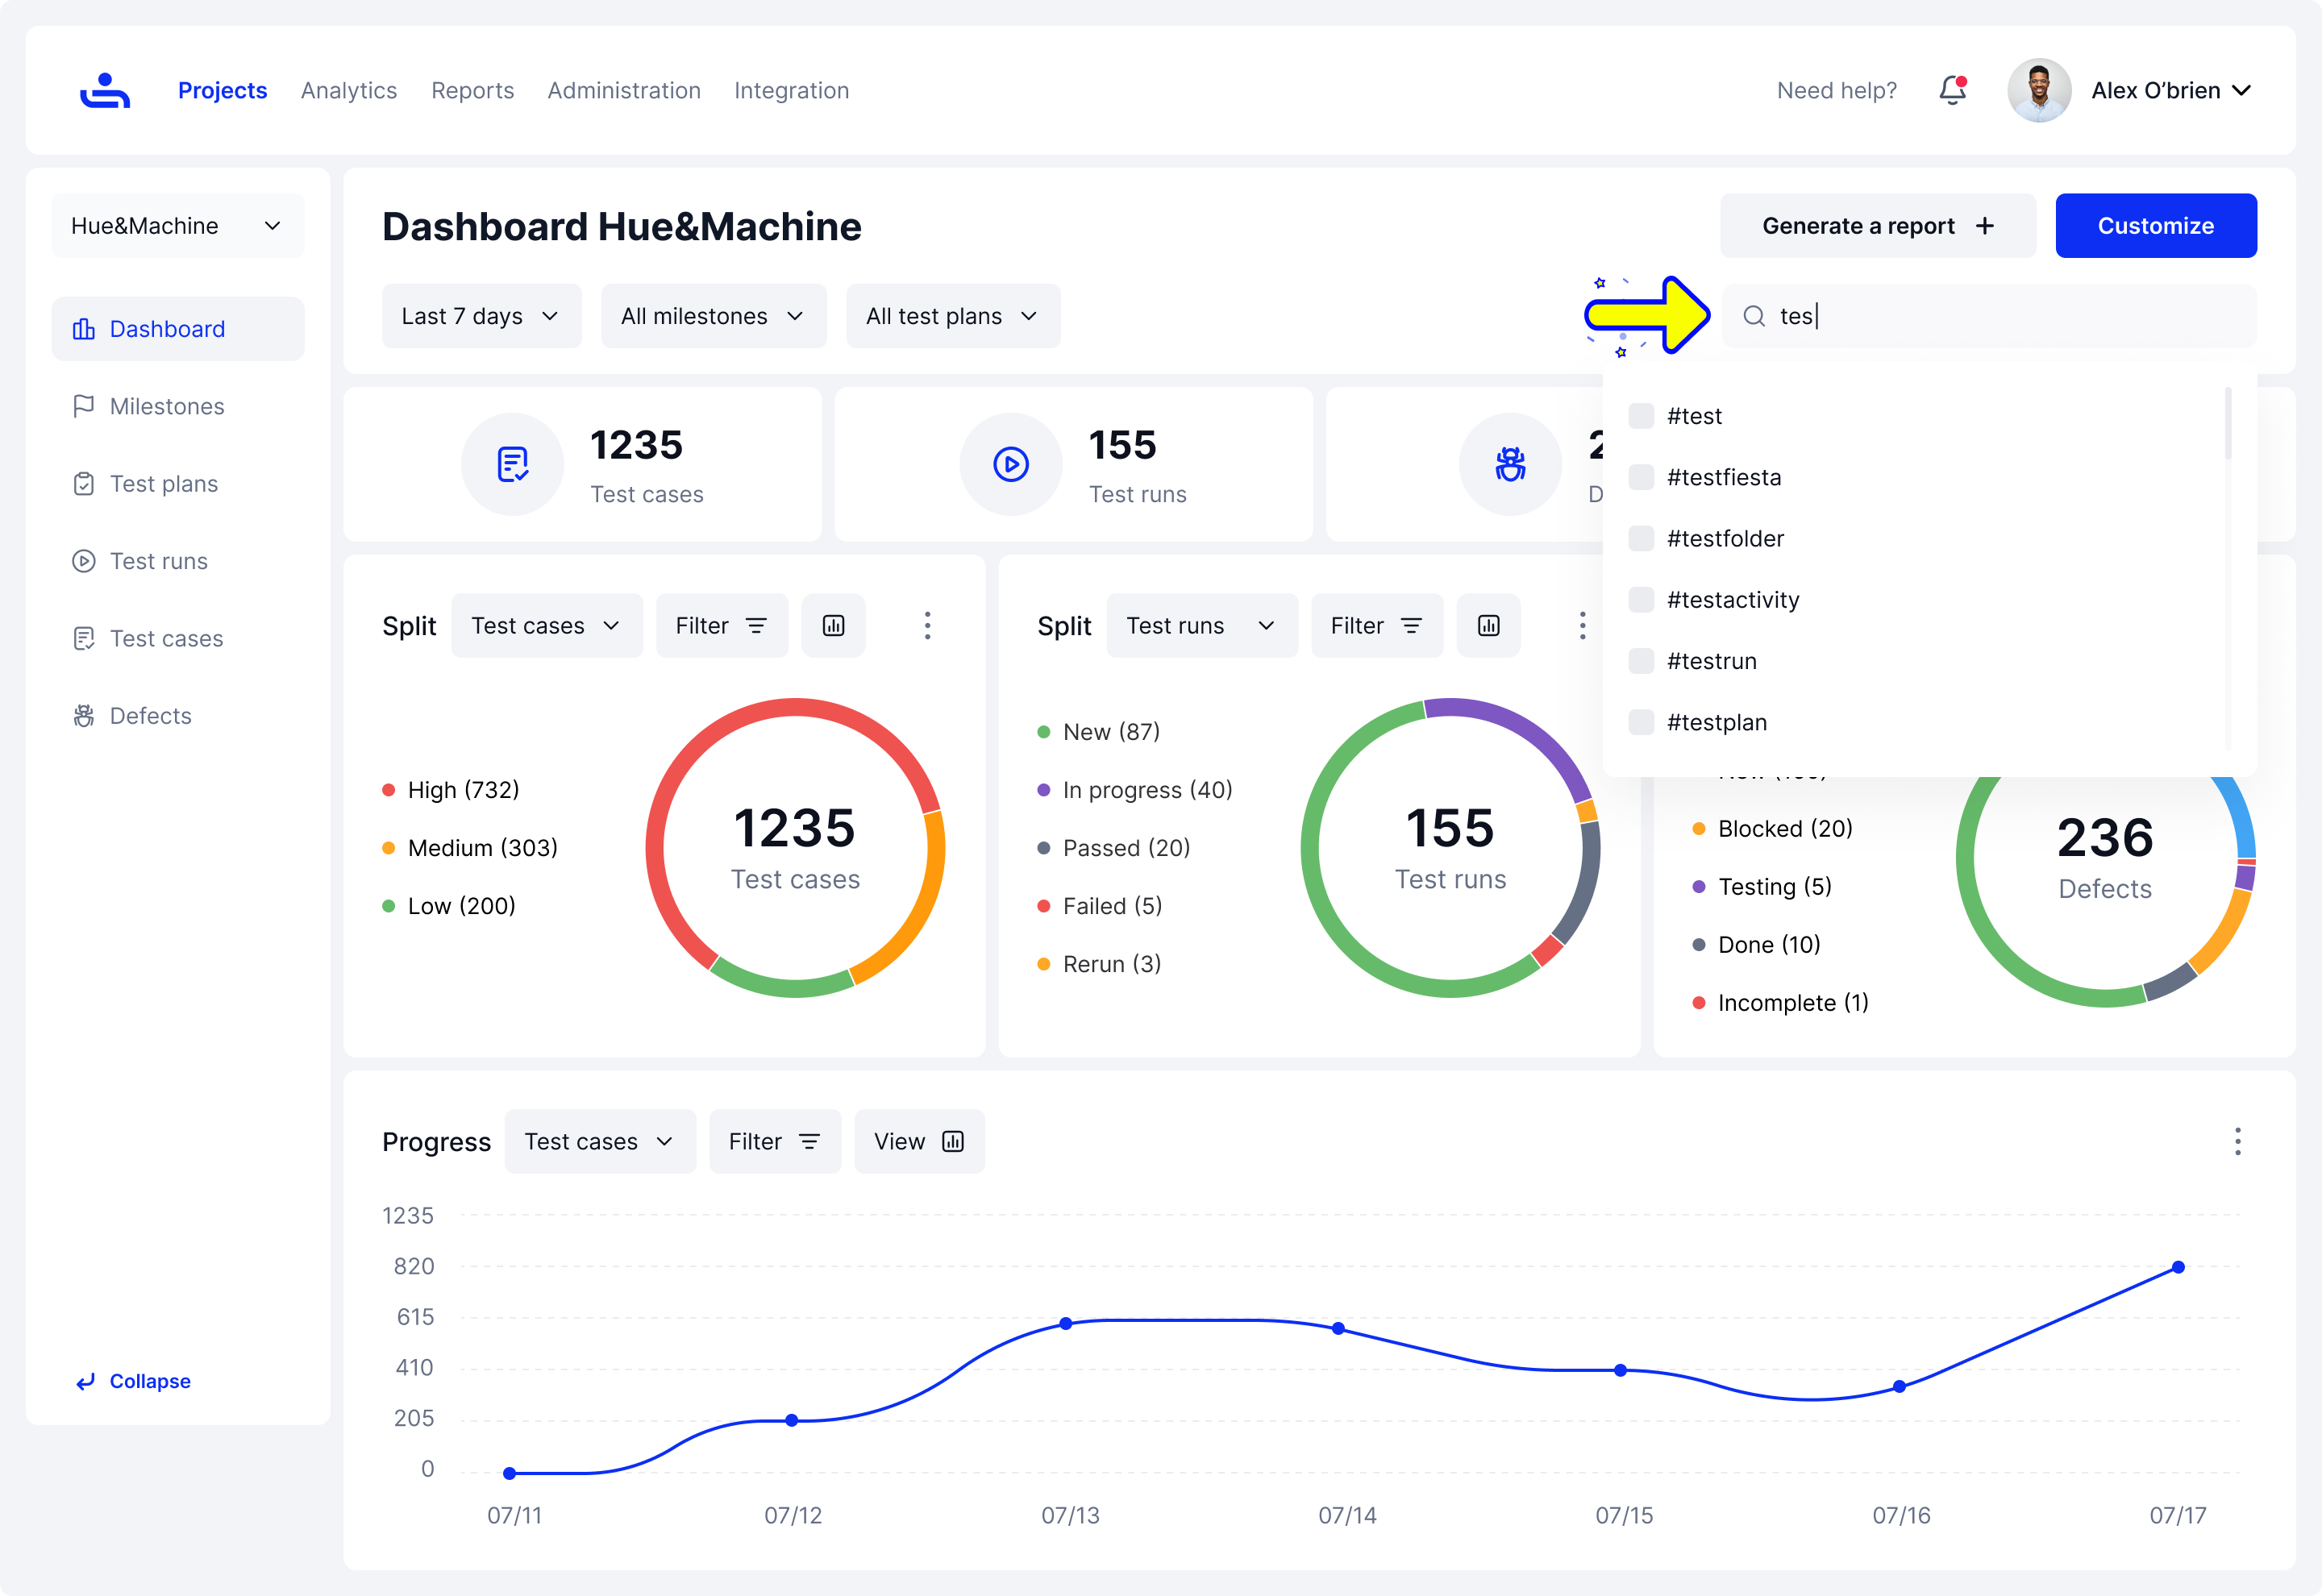 Projects Analytics Reports Administration Integration
Need help?
Alex O’brien
Hue&Machine
Dashboard
Milestones
Test plans
Test runs
Test cases
Defects
Collapse
Dashboard Hue&Machine
Generate a report
Customize
Last 7 days
All milestones
All test plans
tes
#test
#testfiesta
#testfolder
#testactivity
#testrun
#testplan
1235
Test cases
155
Test runs
Split
Test cases
Filter
High (732)
Medium (303)
Low (200)
1235
Test cases
Split
Test runs
Filter
New (87)
In progress (40)
Passed (20)
Failed (5)
Rerun (3)
155
Test runs
Blocked (20)
Testing (5)
Done (10)
Incomplete (1)
236
Defects
Progress
Test cases
Filter
View
1235
820
615
410
205
0
07/11 07/12 07/13 07/14 07/15 07/16 07/17